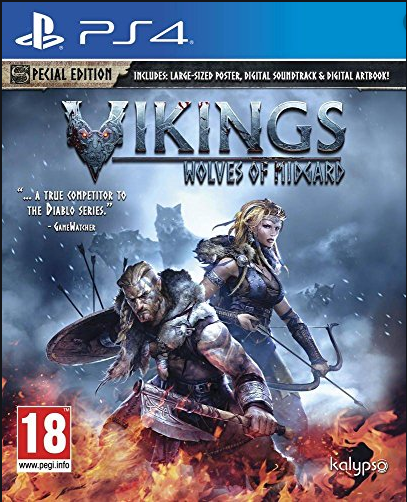 PS4
SPECIAL EDITION INCLUDES: LARGE-SIZED POSTER, DIGITAL SOUNDTRACK & DIGITAL ARTBOOK!
VIKINGS
WOLVES OF MIDGARD
"... A TRUE COMPETITOR TO
THE DIABLO SERIES."
- GAMEWATCHER
18
www.pegi.info
kalypso